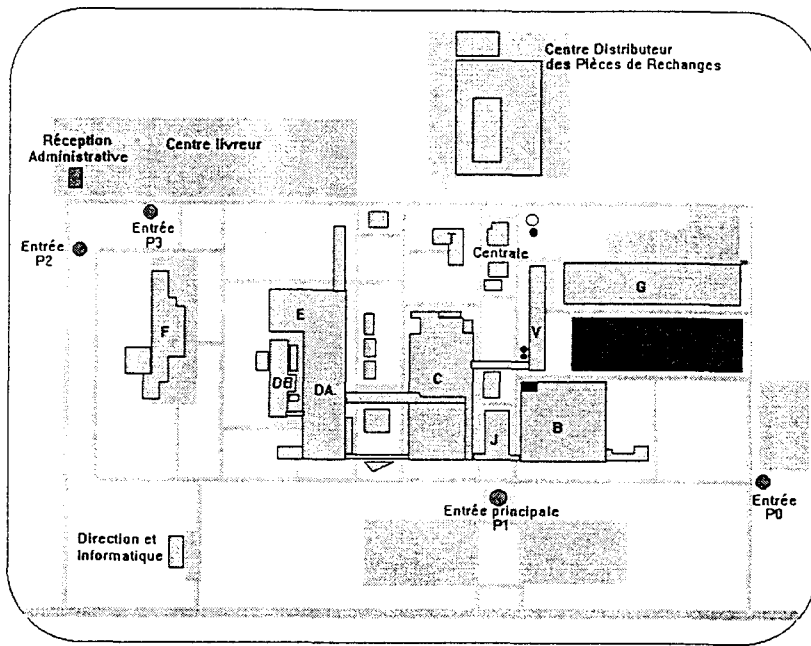 Centre Distributeur
des Pièces de Rechanges
Réception
Administrative
Centre livreur
Entrée
P3
Entrée
P2
T
Centrale
G
E
F
V
DB
DA.
C
B
J
Entrée principale
P1
Entrée
P0
Direction et
Informatique